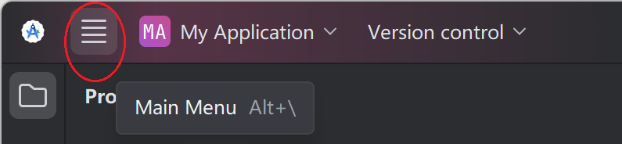 MA My Application Version control
Pro
Main Menu Alt+\